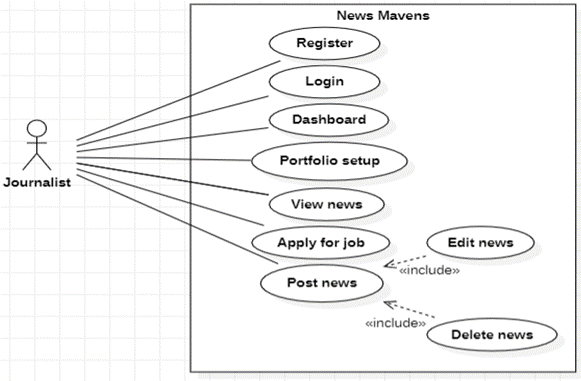 News Mavens
Register
Login
Dashboard
Portfolio setup
Journalist
View news
Apply for job
Edit news
«include»
Post news
«include»
Delete news